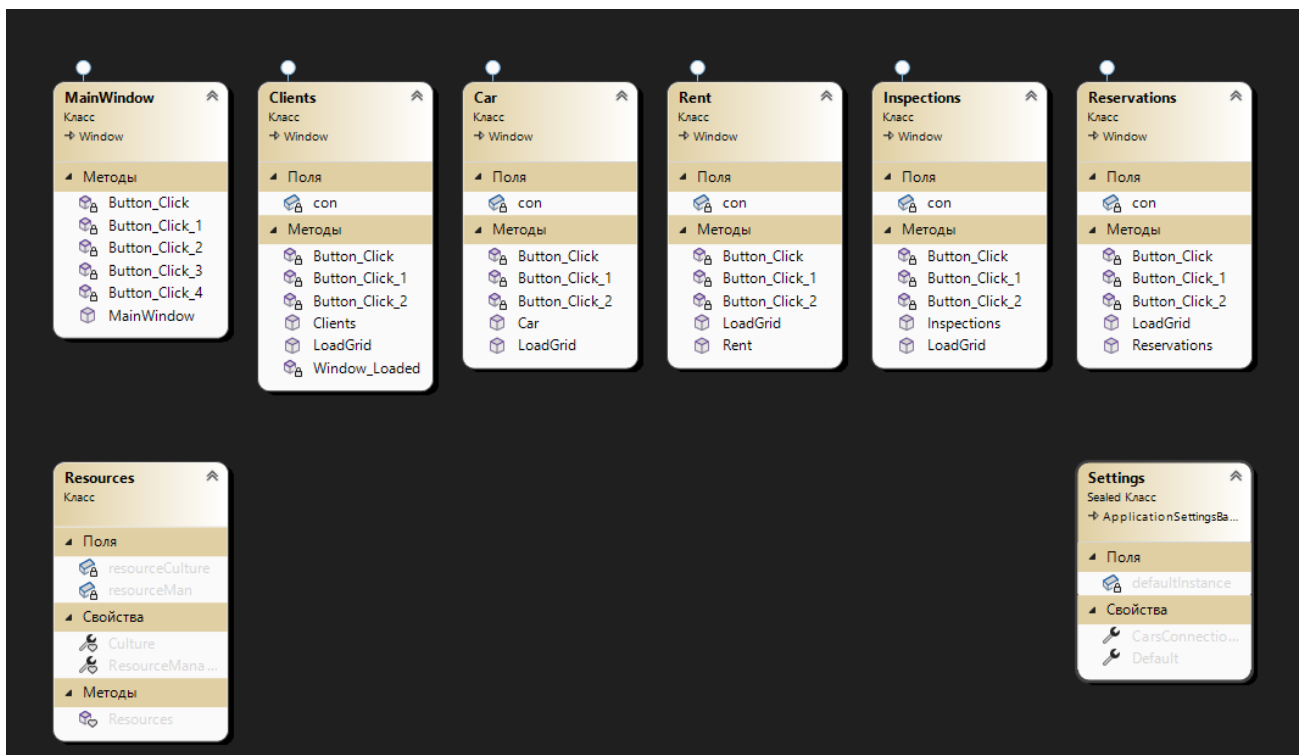 MainWindow
Класс
Window
Методы
Button_Click
Button_Click_1
Button_Click_2
Button_Click_3
Button_Click_4
MainWindow
Clients
Класс
Window
Поля
con
Методы
Button_Click
Button_Click_1
Button_Click_2
Clients
LoadGrid
Window_Loaded
Car
Класс
Window
Поля
con
Методы
Button_Click
Button_Click_1
Button_Click_2
Car
LoadGrid
Rent
Класс
Window
Поля
con
Методы
Button_Click
Button_Click_1
Button_Click_2
LoadGrid
Rent
Inspections
Класс
Window
Поля
con
Методы
Button_Click
Button_Click_1
Button_Click_2
Inspections
LoadGrid
Reservations
Класс
Window
Поля
con
Методы
Button_Click
Button_Click_1
Button_Click_2
LoadGrid
Reservations
Resources
Класс
Поля
resourceCulture
resourceMan
Свойства
Culture
ResourceMana...
Методы
Resources
Settings
Sealed Класс
ApplicationSettingsBa...
Поля
defaultInstance
Свойства
CarsConnectio...
Default